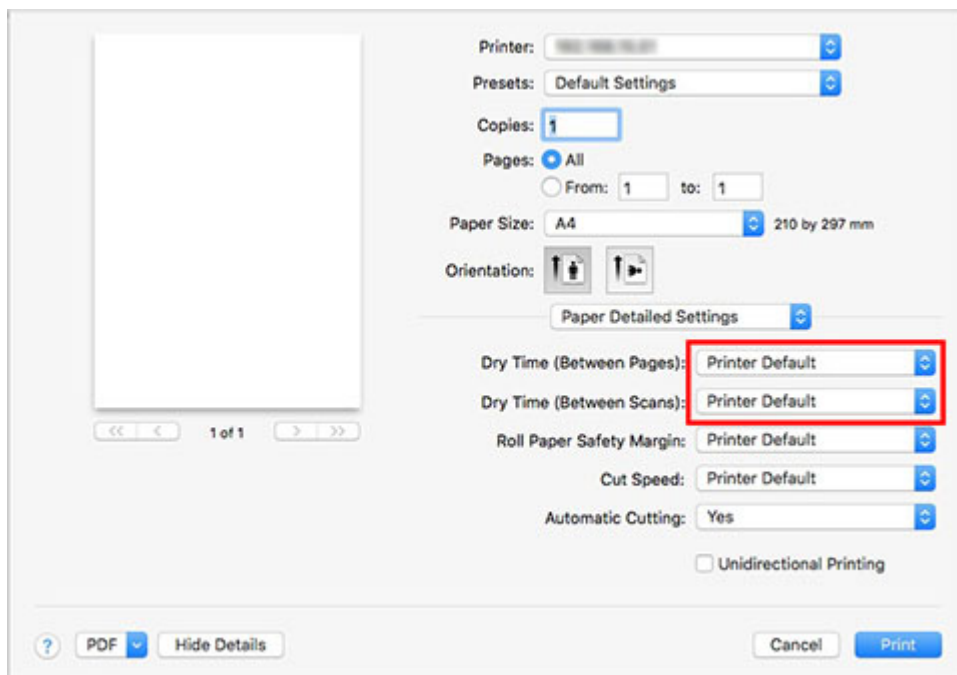 Printer:
Presets: Default Settings
Copies: 1
Pages: All
From: 1 to: 1
Paper Size: A4 210 by 297 mm
Orientation:
Paper Detailed Settings
Dry Time (Between Pages): Printer Default
Dry Time (Between Scans): Printer Default
<< < 1 of 1 > >>
Roll Paper Safety Margin: Printer Default
Cut Speed: Printer Default
Automatic Cutting: Yes
Unidirectional Printing
? PDF Hide Details Cancel Print